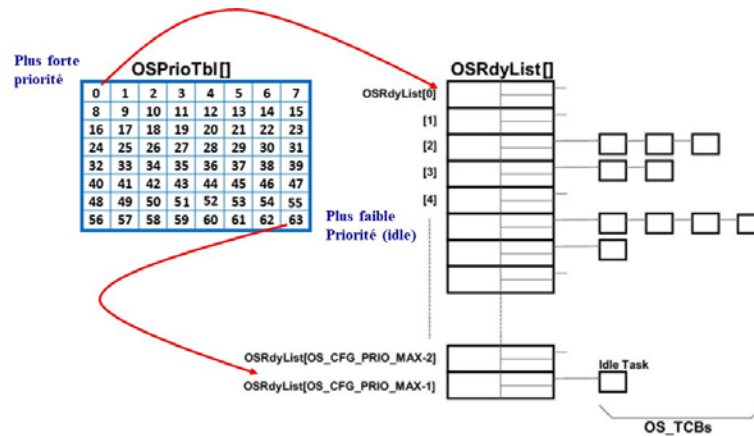 Plus forte
priorité
OSPrioTbl[]
0 1 2 3 4 5 6 7
8 9 10 11 12 13 14 15
16 17 18 19 20 21 22 23
24 25 26 27 28 29 30 31
32 33 34 35 36 37 38 39
40 41 42 43 44 45 46 47
48 49 50 51 52 53 54 55
56 57 58 59 60 61 62 63
Plus faible
Priorité (idle)
OSRdyList[]
OSRdyList[0]
[1]
[2]
[3]
[4]
OSRdyList[OS_CFG_PRIO_MAX-2]
OSRdyList[OS_CFG_PRIO_MAX-1]
Idle Task
OS_TCBs